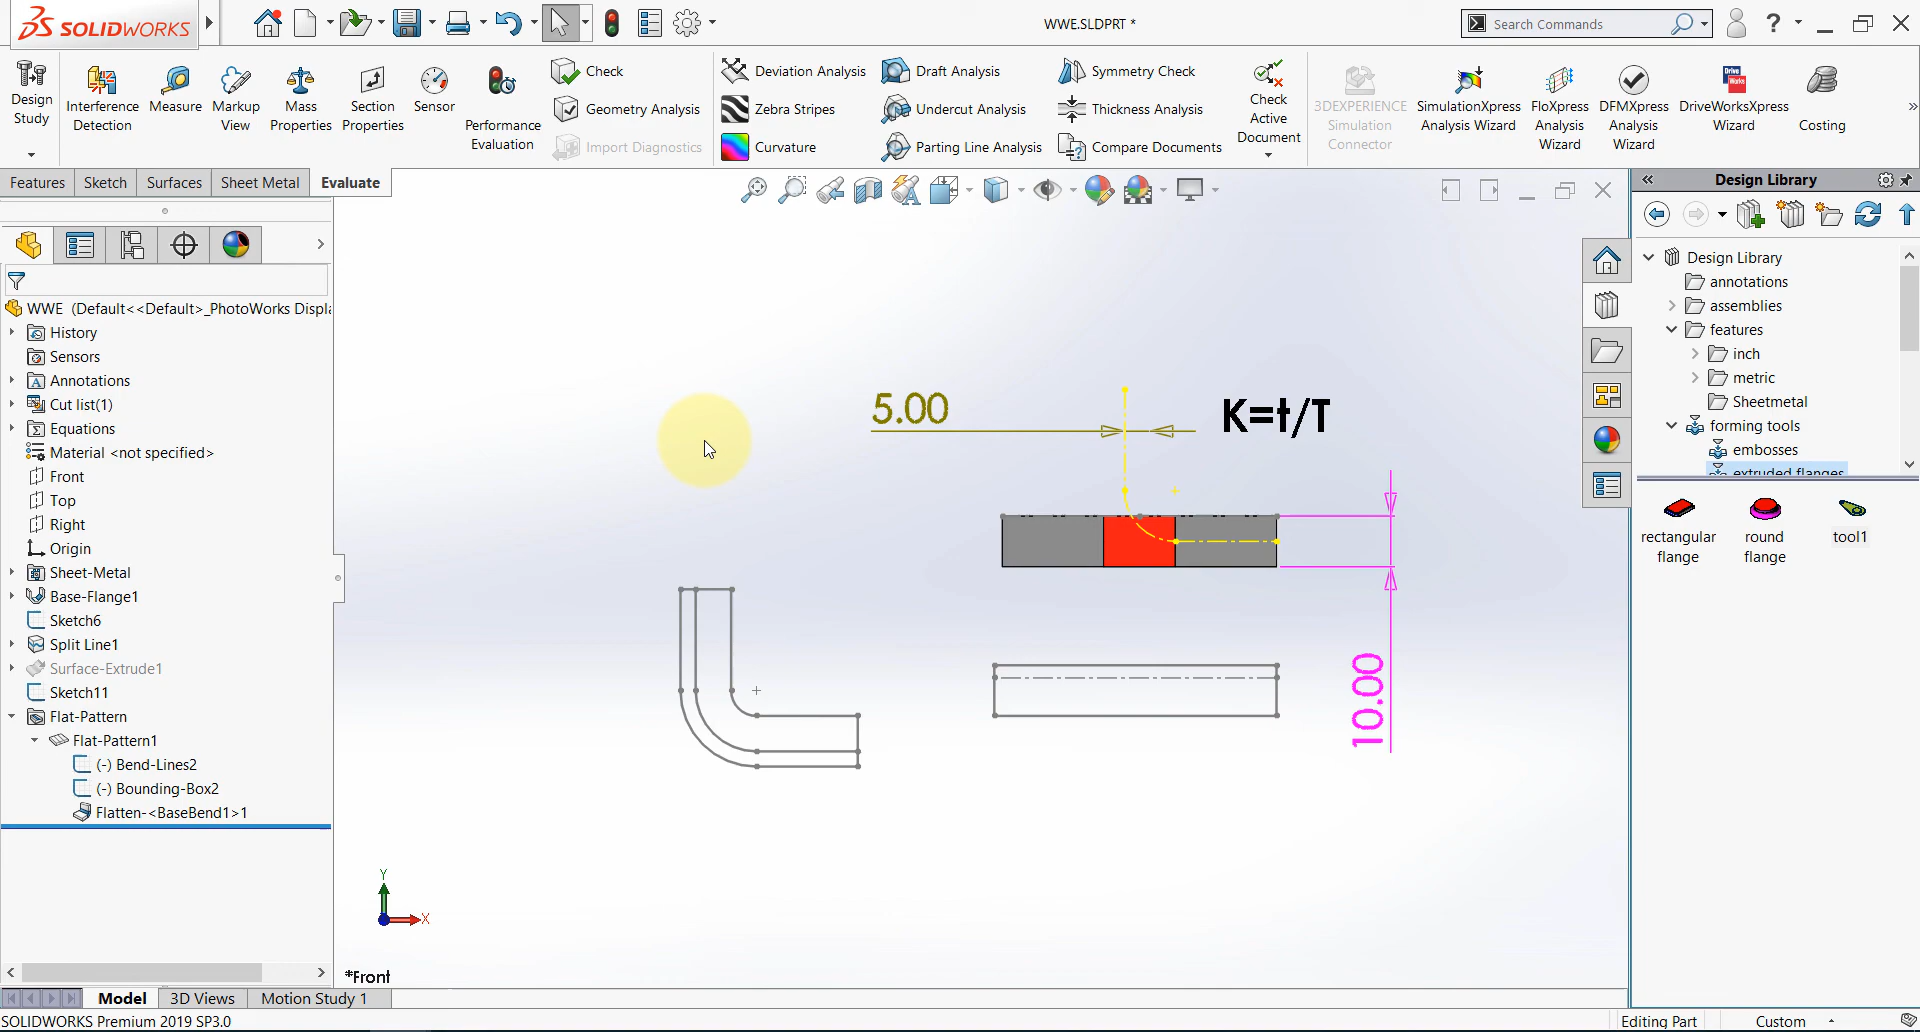 SOLIDWORKS
WWE.SLDPRT *
Search Commands
?
Design Study
Interference Detection
Measure
Markup View
Mass Properties
Section Properties
Sensor
Performance Evaluation
Check
Geometry Analysis
Import Diagnostics
Deviation Analysis
Zebra Stripes
Curvature
Draft Analysis
Undercut Analysis
Parting Line Analysis
Symmetry Check
Thickness Analysis
Compare Documents
Check Active Document
3DEXPERIENCE Simulation Connector
SimulationXpress Analysis Wizard
FloXpress Analysis Wizard
DFMXpress Analysis Wizard
DriveWorksXpress Wizard
Costing
Features
Sketch
Surfaces
Sheet Metal
Evaluate
WWE (Default<<Default>_PhotoWorks Displ
History
Sensors
Annotations
Cut list(1)
Equations
Material <not specified>
Front
Top
Right
Origin
Sheet-Metal
Base-Flange1
Sketch6
Split Line1
Surface-Extrude1
Sketch11
Flat-Pattern
Flat-Pattern1
(-) Bend-Lines2
(-) Bounding-Box2
Flatten-<BaseBend1>1
5.00
K=t/T
10.00
Y
X
*Front
Design Library
Design Library
annotations
assemblies
features
inch
metric
Sheetmetal
forming tools
embosses
extruded flanges
rectangular flange
round flange
tool1
Model
3D Views
Motion Study 1
SOLIDWORKS Premium 2019 SP3.0
Editing Part
Custom